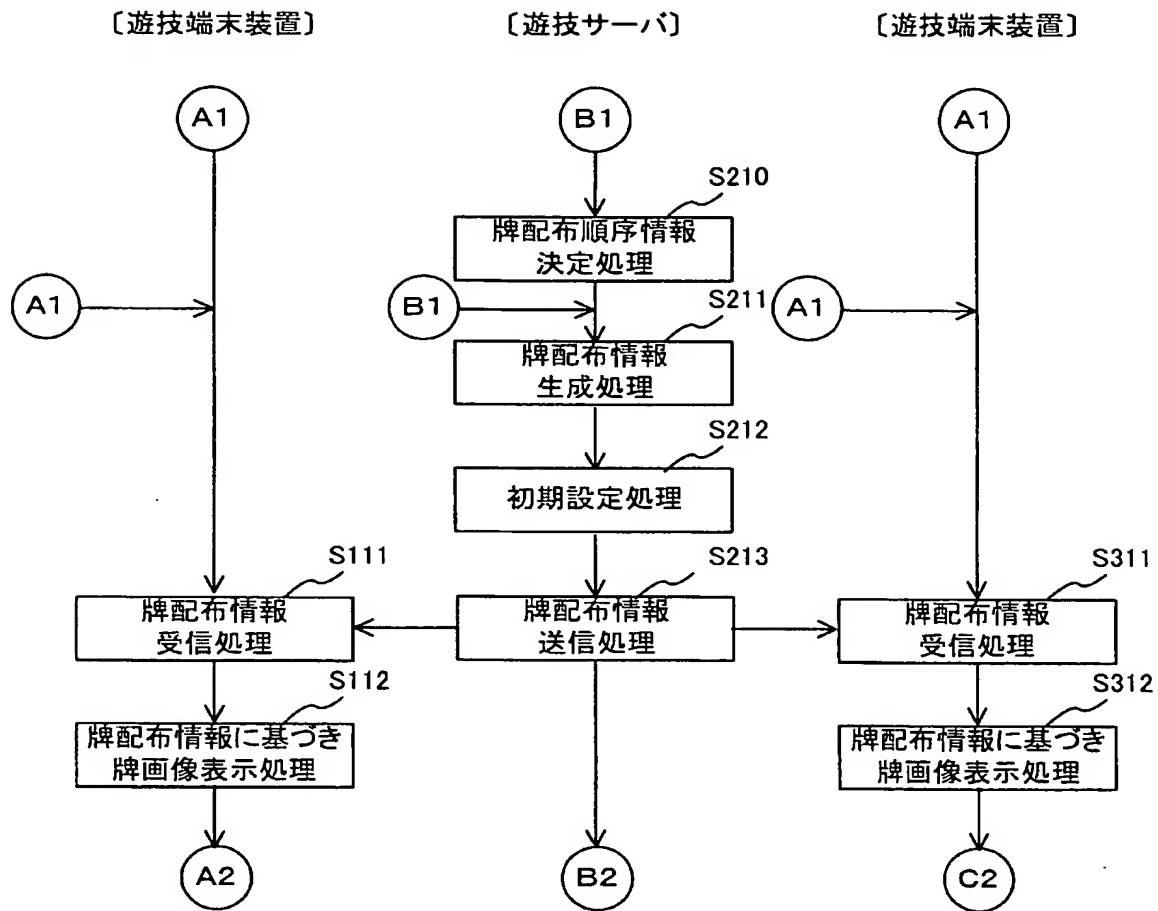 〔遊技端末装置〕
〔遊技サーバ〕
〔遊技端末装置〕
A1
B1
A1
S210
牌配布順序情報
決定処理
A1
B1
A1
S211
牌配布情報
生成処理
S212
初期設定処理
S111
S213
S311
牌配布情報
受信処理
牌配布情報
送信処理
牌配布情報
受信処理
S112
S312
牌配布情報に基づき
牌画像表示処理
牌配布情報に基づき
牌画像表示処理
A2
B2
C2